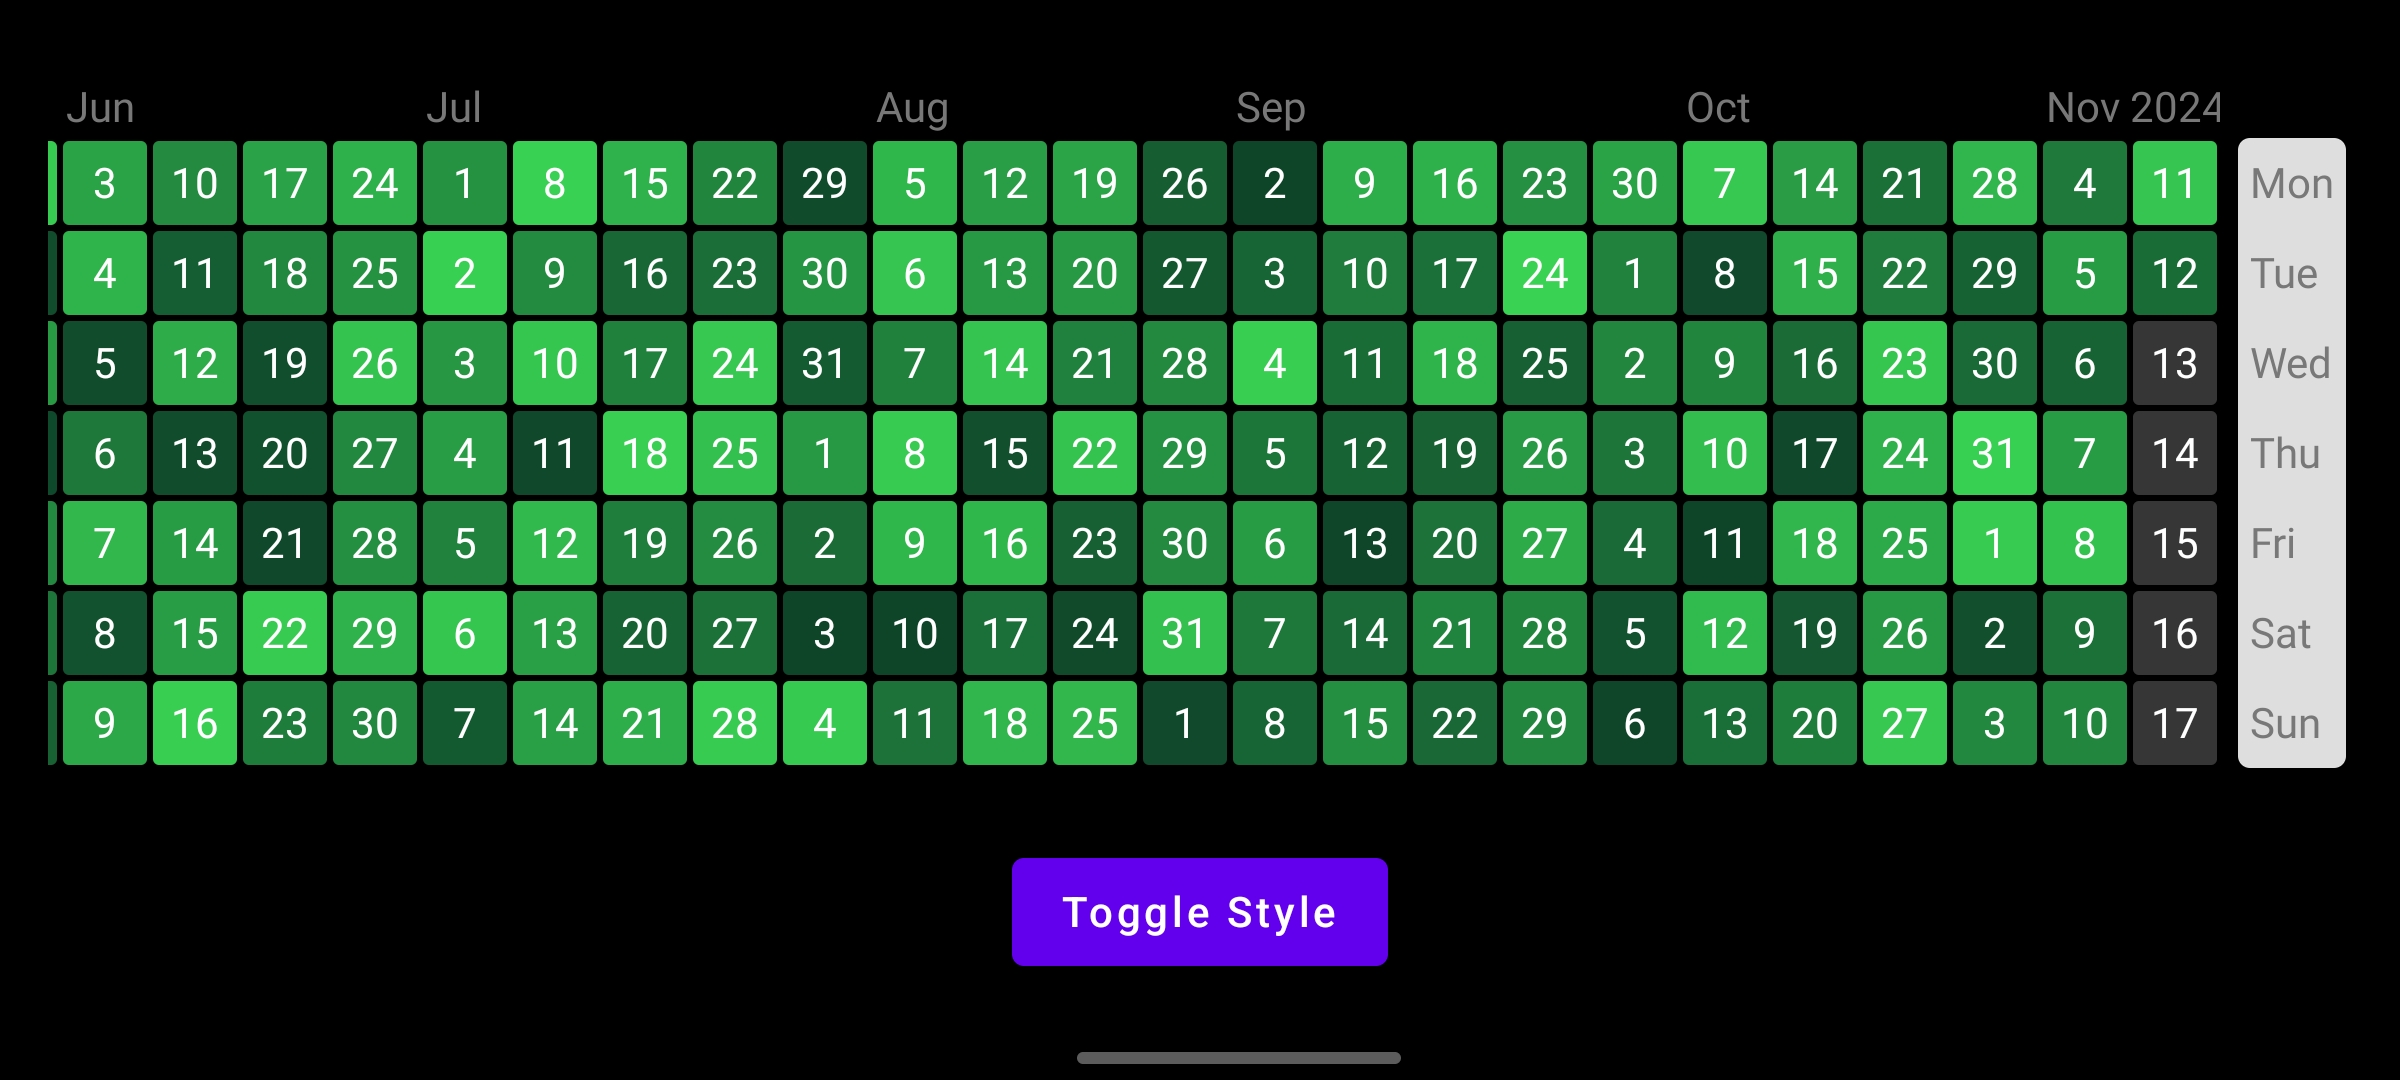 Jun Jul Aug Sep Oct Nov 2024
3 10 17 24 1 8 15 22 29 5 12 19 26 2 9 16 23 30 7 14 21 28 4 11 Mon
4 11 18 25 2 9 16 23 30 6 13 20 27 3 10 17 24 1 8 15 22 29 5 12 Tue
5 12 19 26 3 10 17 24 31 7 14 21 28 4 11 18 25 2 9 16 23 30 6 13 Wed
6 13 20 27 4 11 18 25 1 8 15 22 29 5 12 19 26 3 10 17 24 31 7 14 Thu
7 14 21 28 5 12 19 26 2 9 16 23 30 6 13 20 27 4 11 18 25 1 8 15 Fri
8 15 22 29 6 13 20 27 3 10 17 24 31 7 14 21 28 5 12 19 26 2 9 16 Sat
9 16 23 30 7 14 21 28 4 11 18 25 1 8 15 22 29 6 13 20 27 3 10 17 Sun
Toggle Style